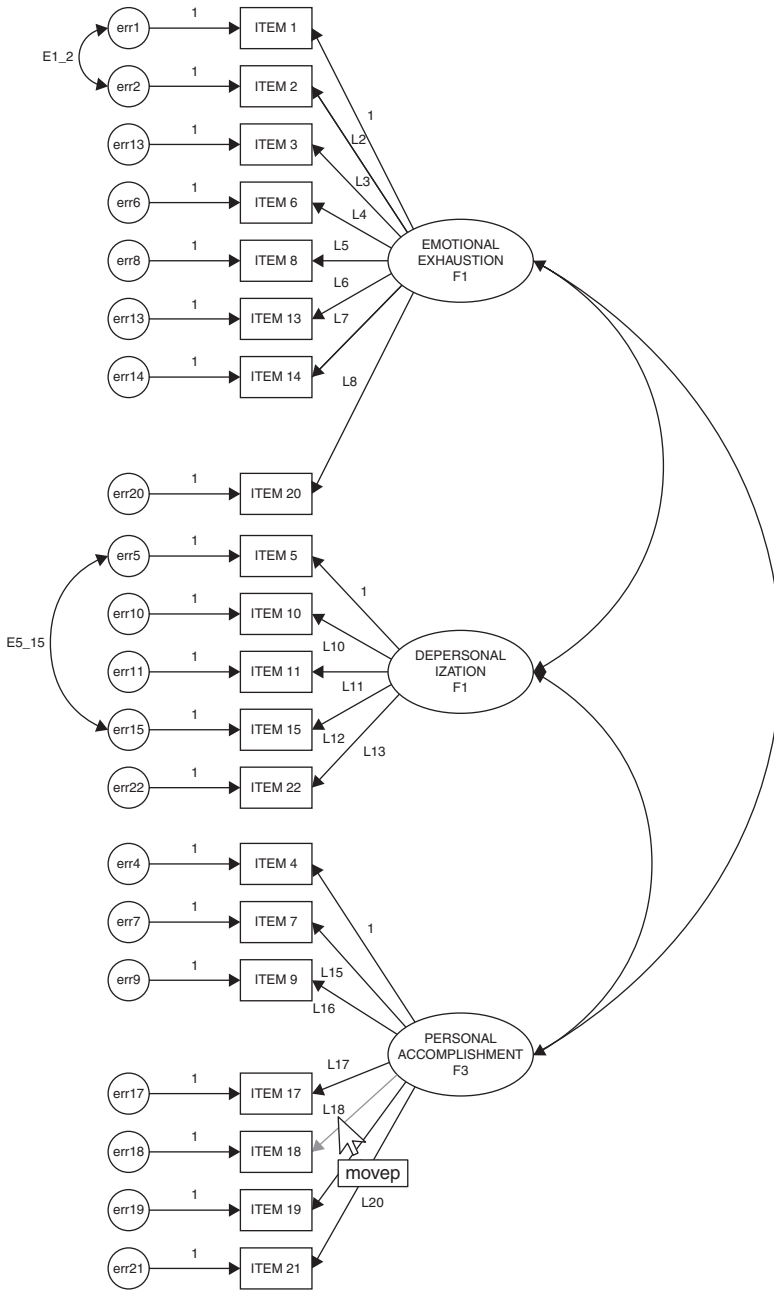 err1 1 ITEM 1
E1_2
err2 1 ITEM 2
1
L2
err13 1 ITEM 3
L3
err6 1 ITEM 6
L4
EMOTIONAL
EXHAUSTION
F1
err8 1 ITEM 8
L5
L6
err13 1 ITEM 13
L7
err14 1 ITEM 14
L8
err20 1 ITEM 20
err5 1 ITEM 5
1
err10 1 ITEM 10
E5_15
L10
DEPERSONAL
IZATION
F1
err11 1 ITEM 11
L11
err15 1 ITEM 15
L12
L13
err22 1 ITEM 22
err4 1 ITEM 4
1
err7 1 ITEM 7
err9 1 ITEM 9
L15
L16
PERSONAL
ACCOMPLISHMENT
F3
L17
err17 1 ITEM 17
L18
err18 1 ITEM 18
movep
err19 1 ITEM 19
L20
err21 1 ITEM 21